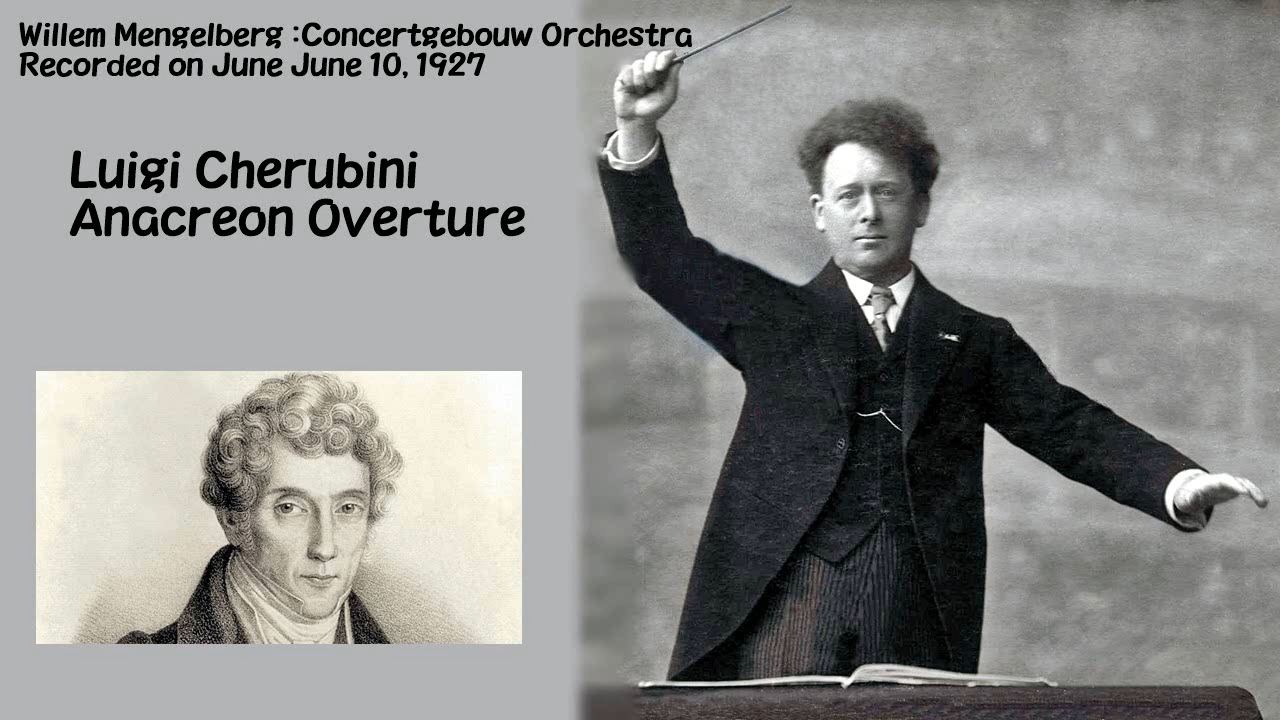 Willem Mengelberg :Concertgebouw Orchestra
Recorded on June June 10, 1927
Luigi Cherubini
Anacreon Overture